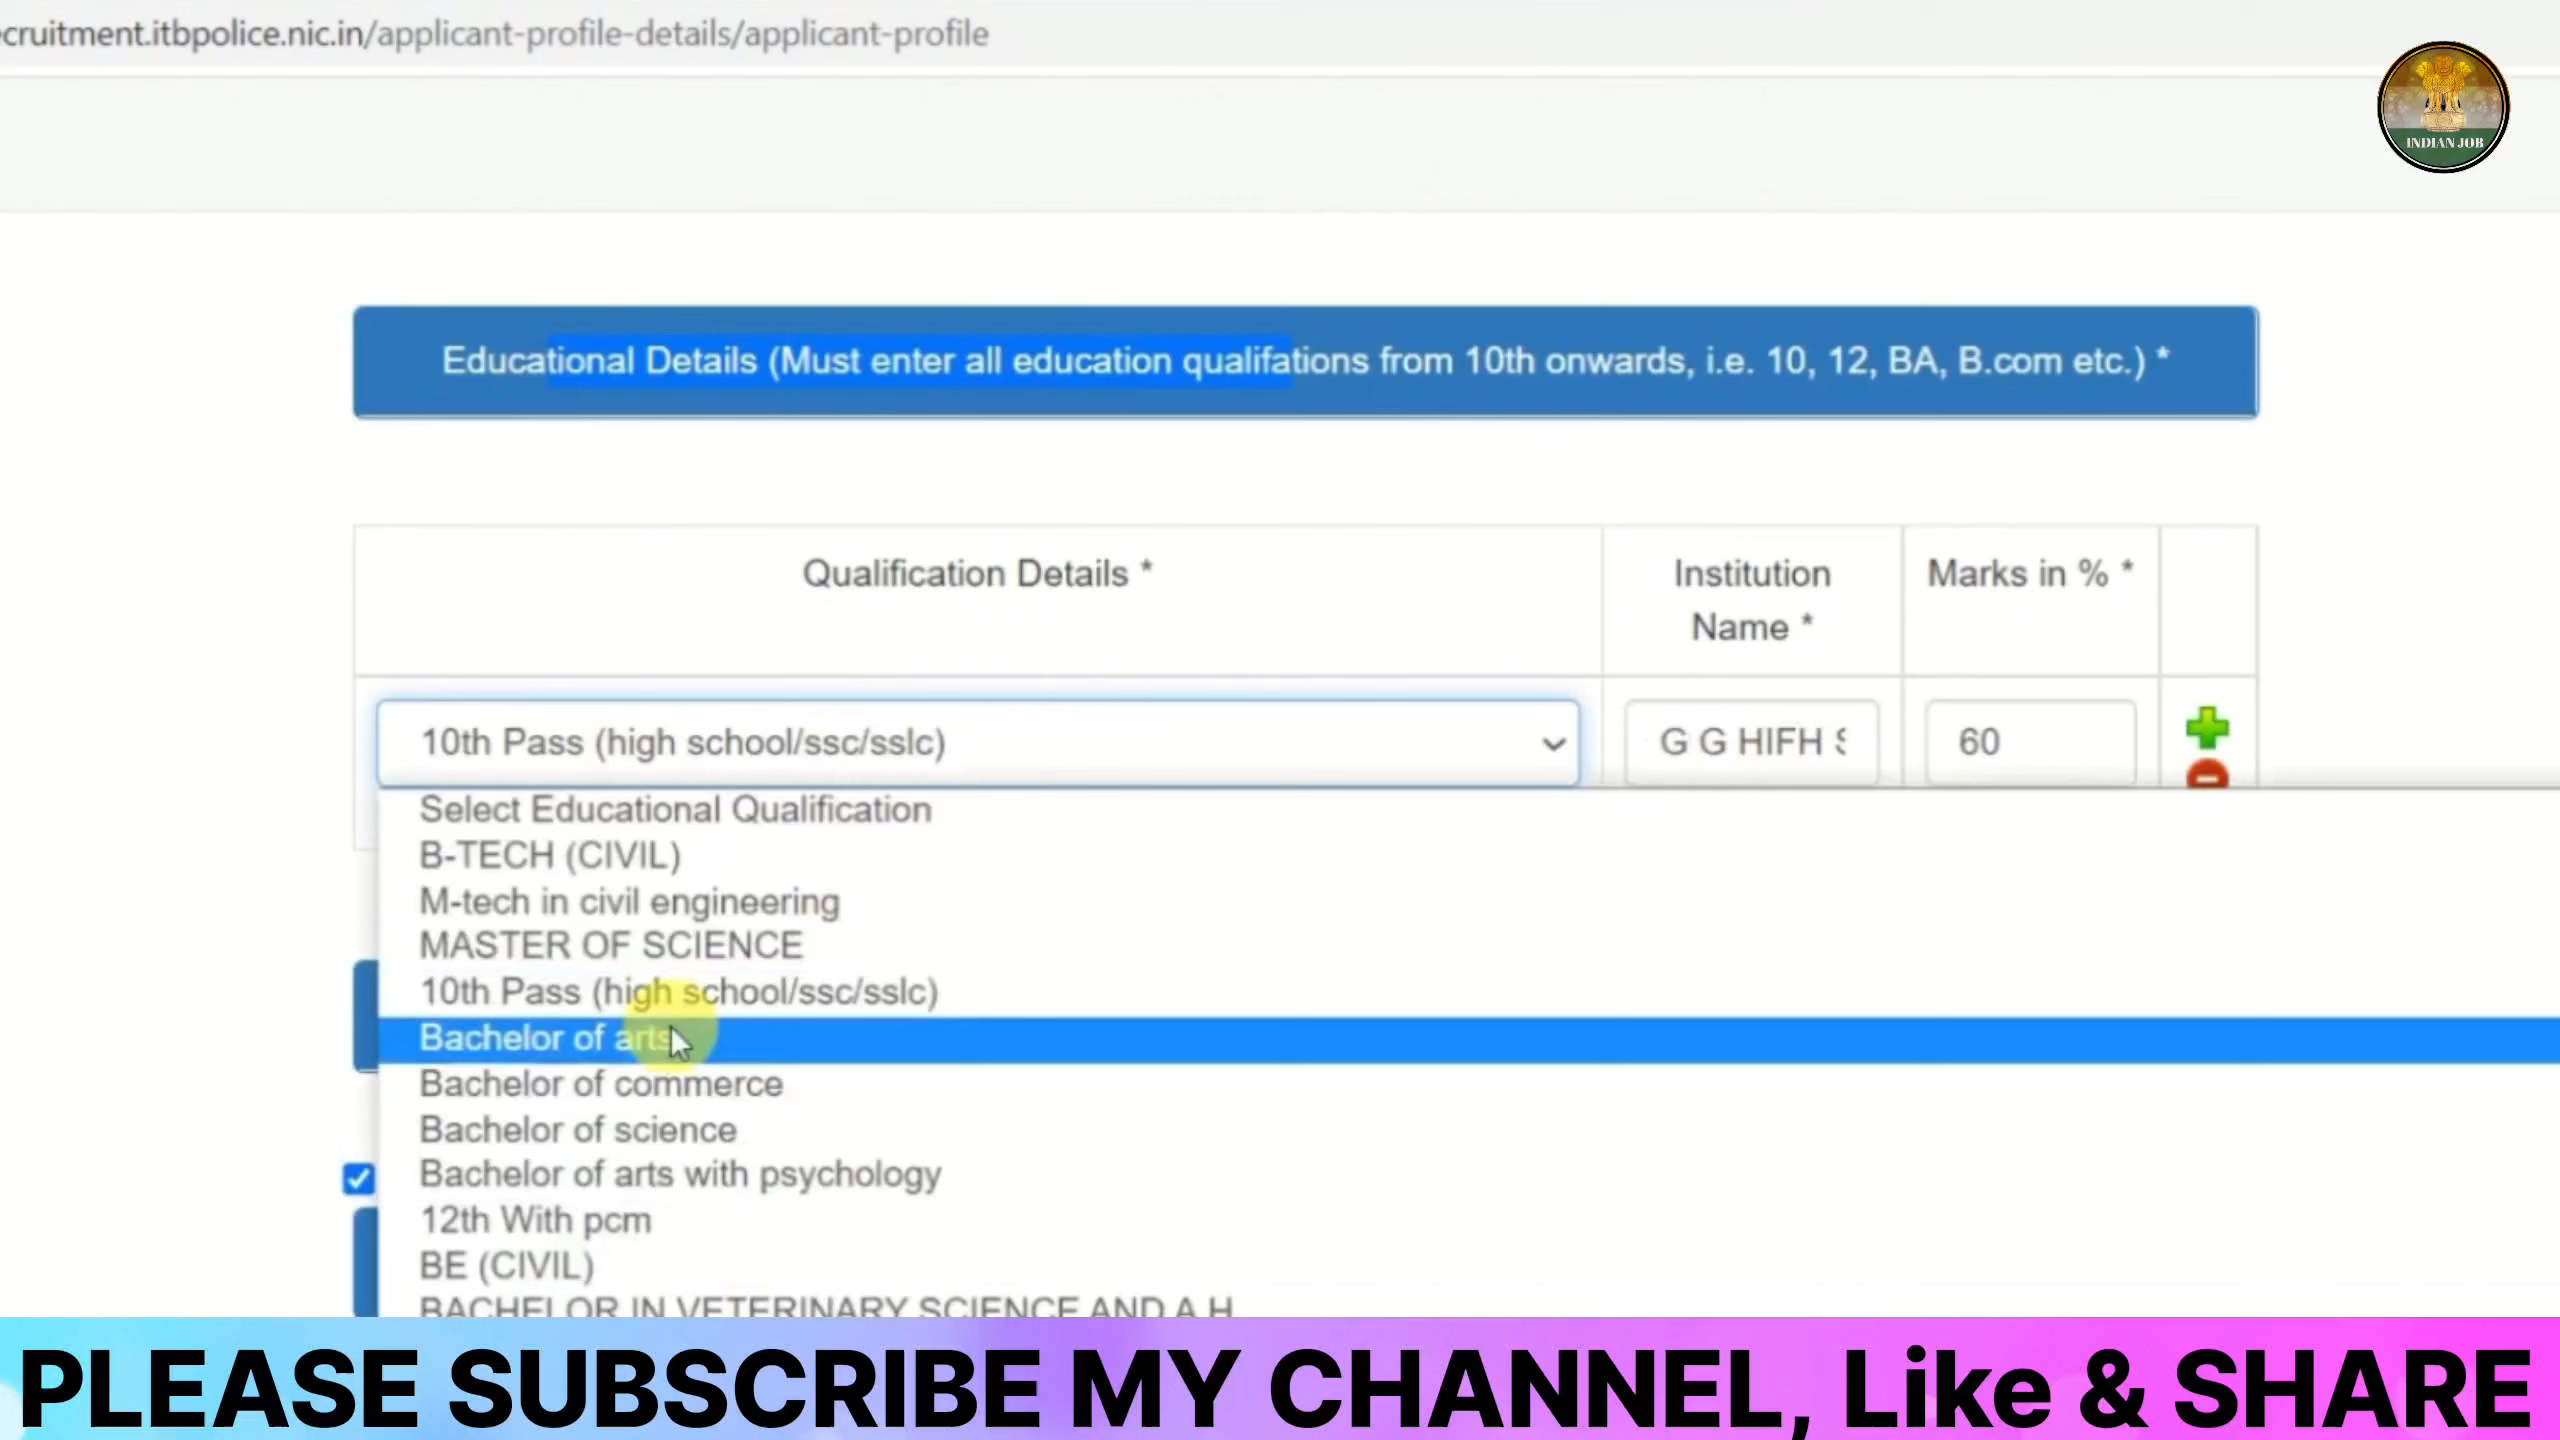 cruitment.itbpolice.nic.in/applicant-profile-details/applicant-profile
INDIAN JOB
Educational Details (Must enter all education qualifations from 10th onwards, i.e. 10, 12, BA, B.com etc.) *
Qualification Details *
Institution
Name *
Marks in % *
10th Pass (high school/ssc/sslc)
G G HIFH S
60
Select Educational Qualification
B-TECH (CIVIL)
M-tech in civil engineering
MASTER OF SCIENCE
10th Pass (high school/ssc/sslc)
Bachelor of arts
Bachelor of commerce
Bachelor of science
Bachelor of arts with psychology
12th With pcm
BE (CIVIL)
BACHELOR IN VETERINARY SCIENCE AND A.H
PLEASE SUBSCRIBE MY CHANNEL, Like & SHARE